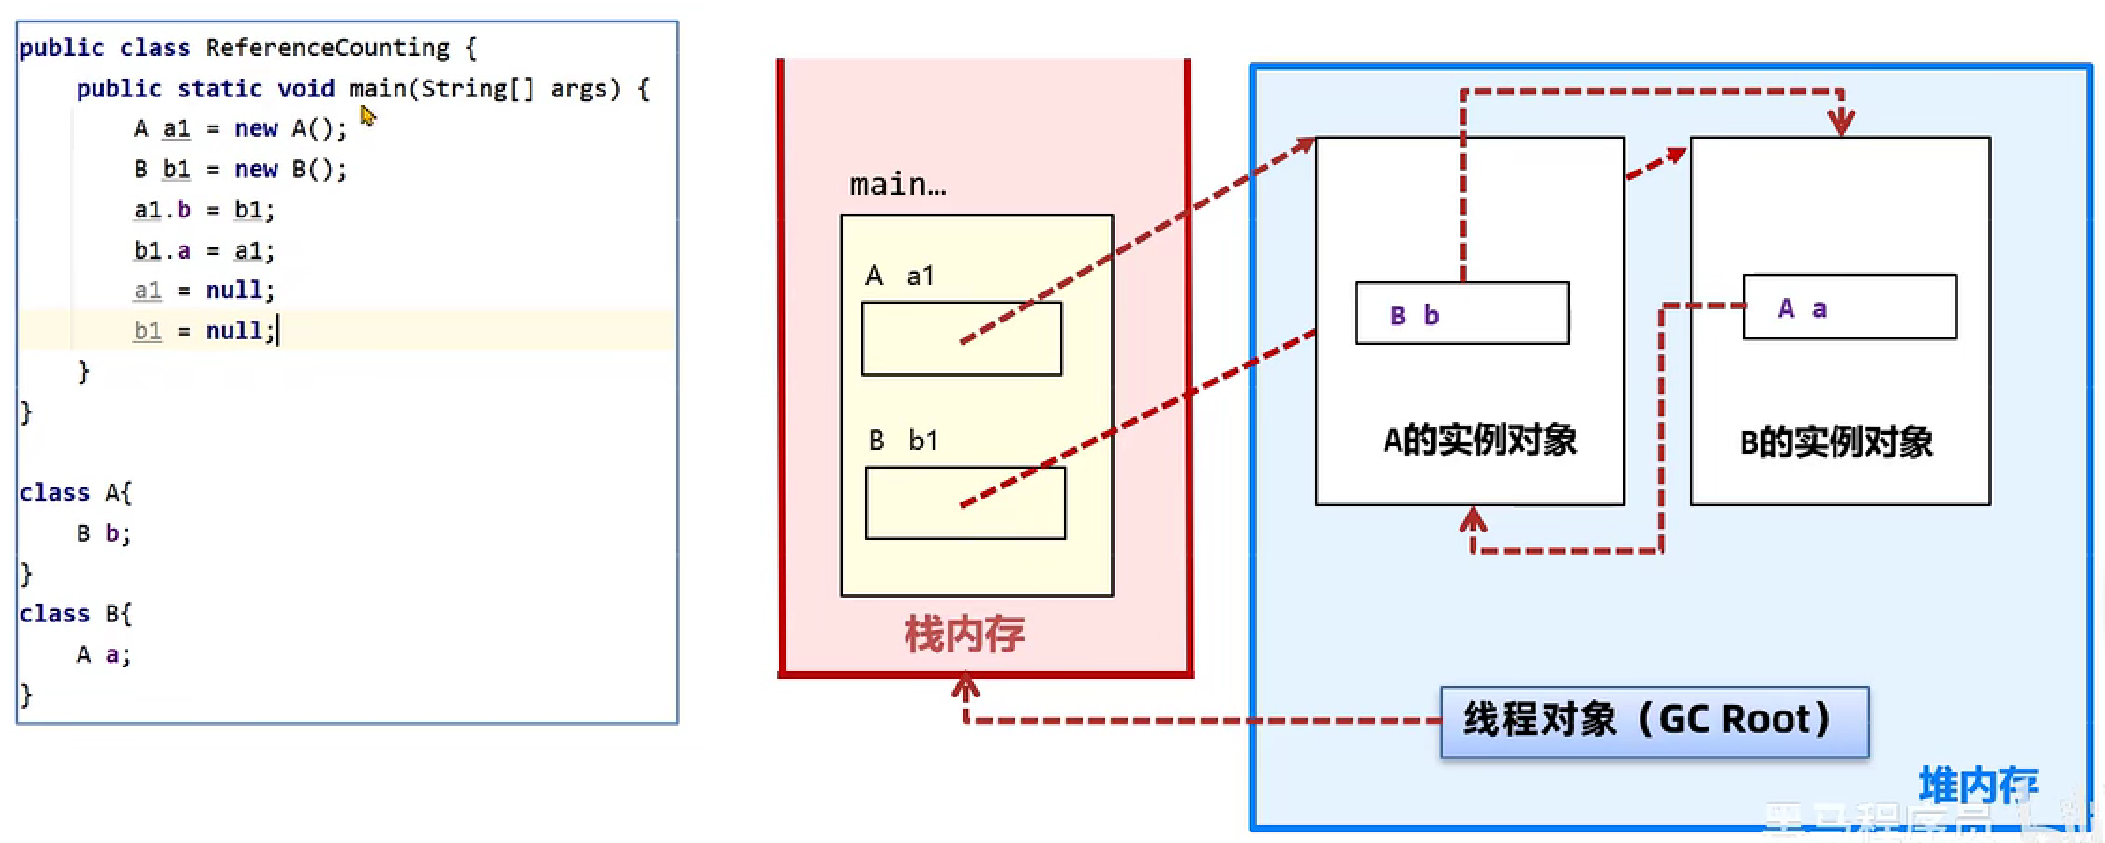 public class ReferenceCounting {
public static void main(String[] args) {
A a1 = new A();
B b1 = new B();
a1.b = b1;
b1.a = a1;
a1 = null;
b1 = null;
}
}
class A{
B b;
}
class B{
A a;
}
main…
A a1
B b1
栈内存
B b
A的实例对象
A a
B的实例对象
线程对象（GC Root）
堆内存
黑马程序员